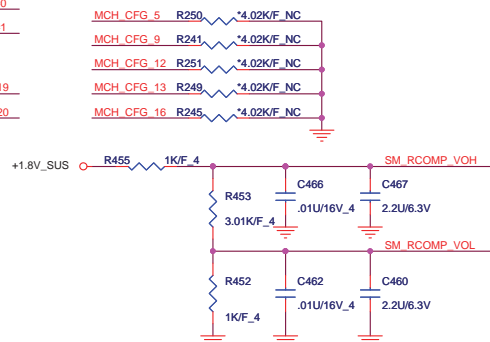 0
MCH_CFG_5 R250 *4.02K/F_NC
1
MCH_CFG_9 R241 *4.02K/F_NC
MCH_CFG_12 R251 *4.02K/F_NC
19
MCH_CFG_13 R249 *4.02K/F_NC
20
MCH_CFG_16 R245 *4.02K/F_NC
+1.8V_SUS R455 1K/F_4 SM_RCOMP_VOH
R453 C466 C467
3.01K/F_4 .01U/16V_4 2.2U/6.3V
SM_RCOMP_VOL
R452 C462 C460
1K/F_4 .01U/16V_4 2.2U/6.3V